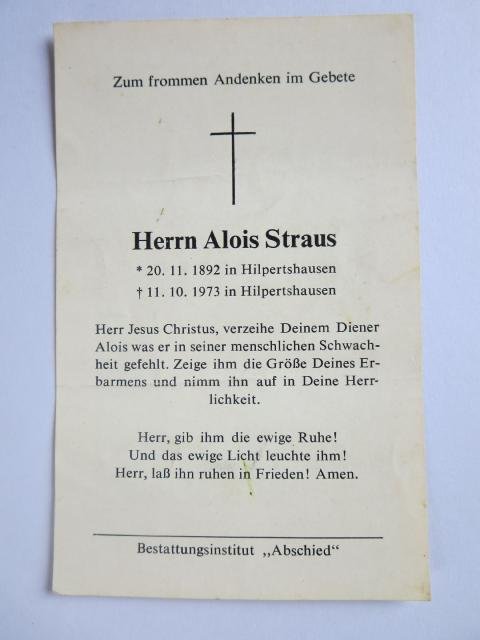 Zum frommen Andenken im Gebete
Herrn Alois Straus
* 20. 11. 1892 in Hilpertshausen
† 11. 10. 1973 in Hilpertshausen
Herr Jesus Christus, verzeihe Deinem Diener
Alois was er in seiner menschlichen Schwach-
heit gefehlt. Zeige ihm die Größe Deines Er-
barmens und nimm ihn auf in Deine Herr-
lichkeit.
Herr, gib ihm die ewige Ruhe!
Und das ewige Licht leuchte ihm!
Herr, laß ihn ruhen in Frieden! Amen.
Bestattungsinstitut „Abschied"